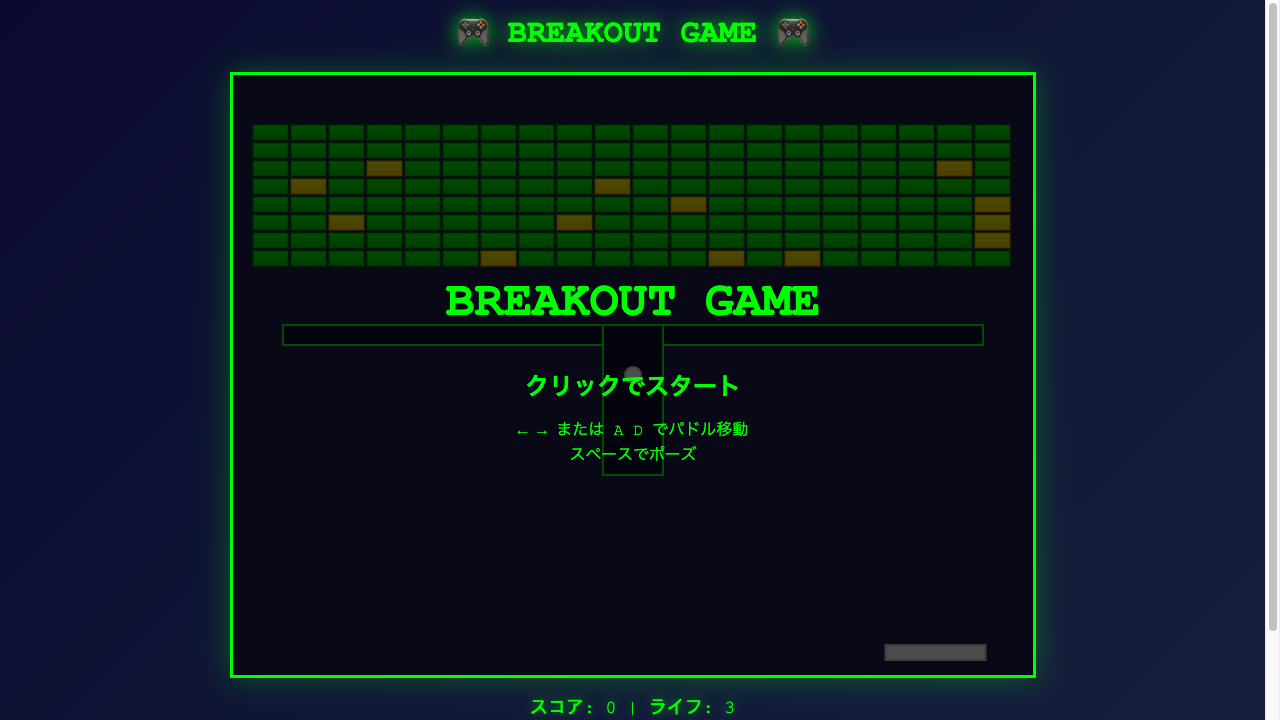 🎮 BREAKOUT GAME 🎮
BREAKOUT GAME
クリックでスタート
← → または A D でパドル移動
スペースでポーズ
スコア: 0 | ライフ: 3